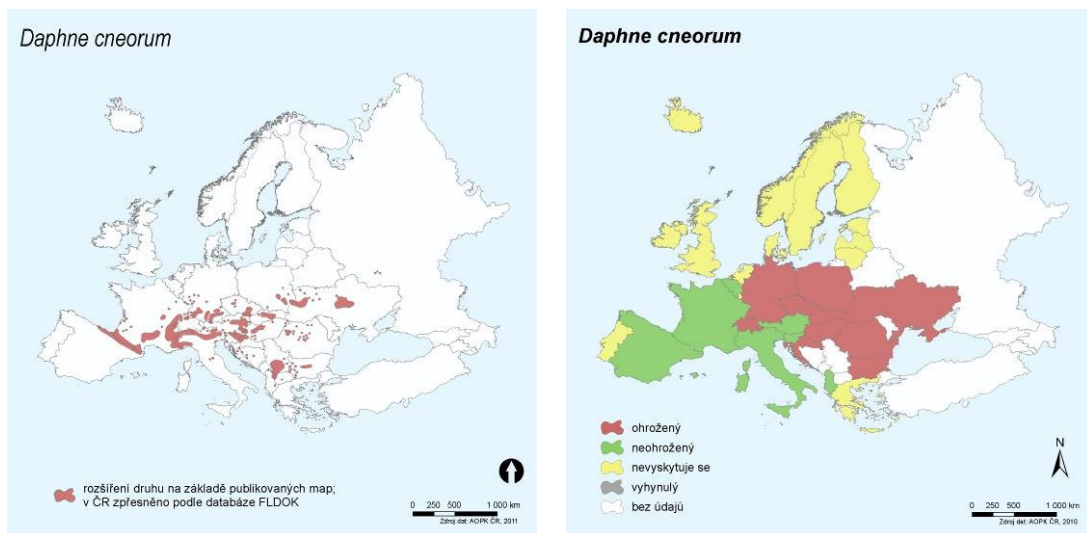 Daphne cneorum
rozšíření druhu na základě publikovaných map;
v ČR zpřesněno podle databáze FLDOK
0 250 500 1 000 km
Zdroj dat: AOPK ČR, 2011
Daphne cneorum
ohrožený
neohrožený
nevyskytuje se
vyhynulý
bez údajů
N
0 250 500 1 000 km
Zdroj dat: AOPK ČR, 2010